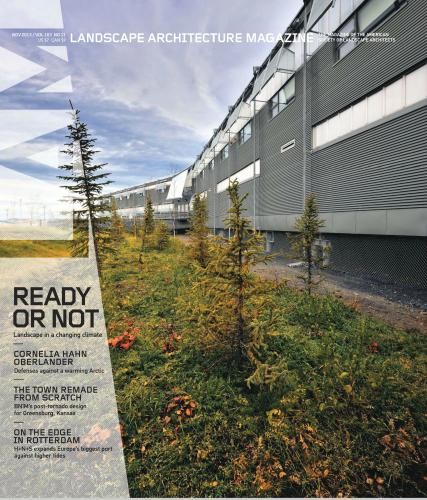 NOV 2013 / VOL 103 NO 11
US $7 CAN $9
LANDSCAPE ARCHITECTURE MAGAZINE
THE MAGAZINE OF THE AMERICAN
SOCIETY OF LANDSCAPE ARCHITECTS
LAM
READY
OR NOT
Landscape in a changing climate
CORNELIA HAHN
OBERLANDER
Defenses against a warming Arctic
THE TOWN REMADE
FROM SCRATCH
BNIM's post-tornado design
for Greensburg, Kansas
ON THE EDGE
IN ROTTERDAM
H+N+S expands Europe's biggest port
against higher tides